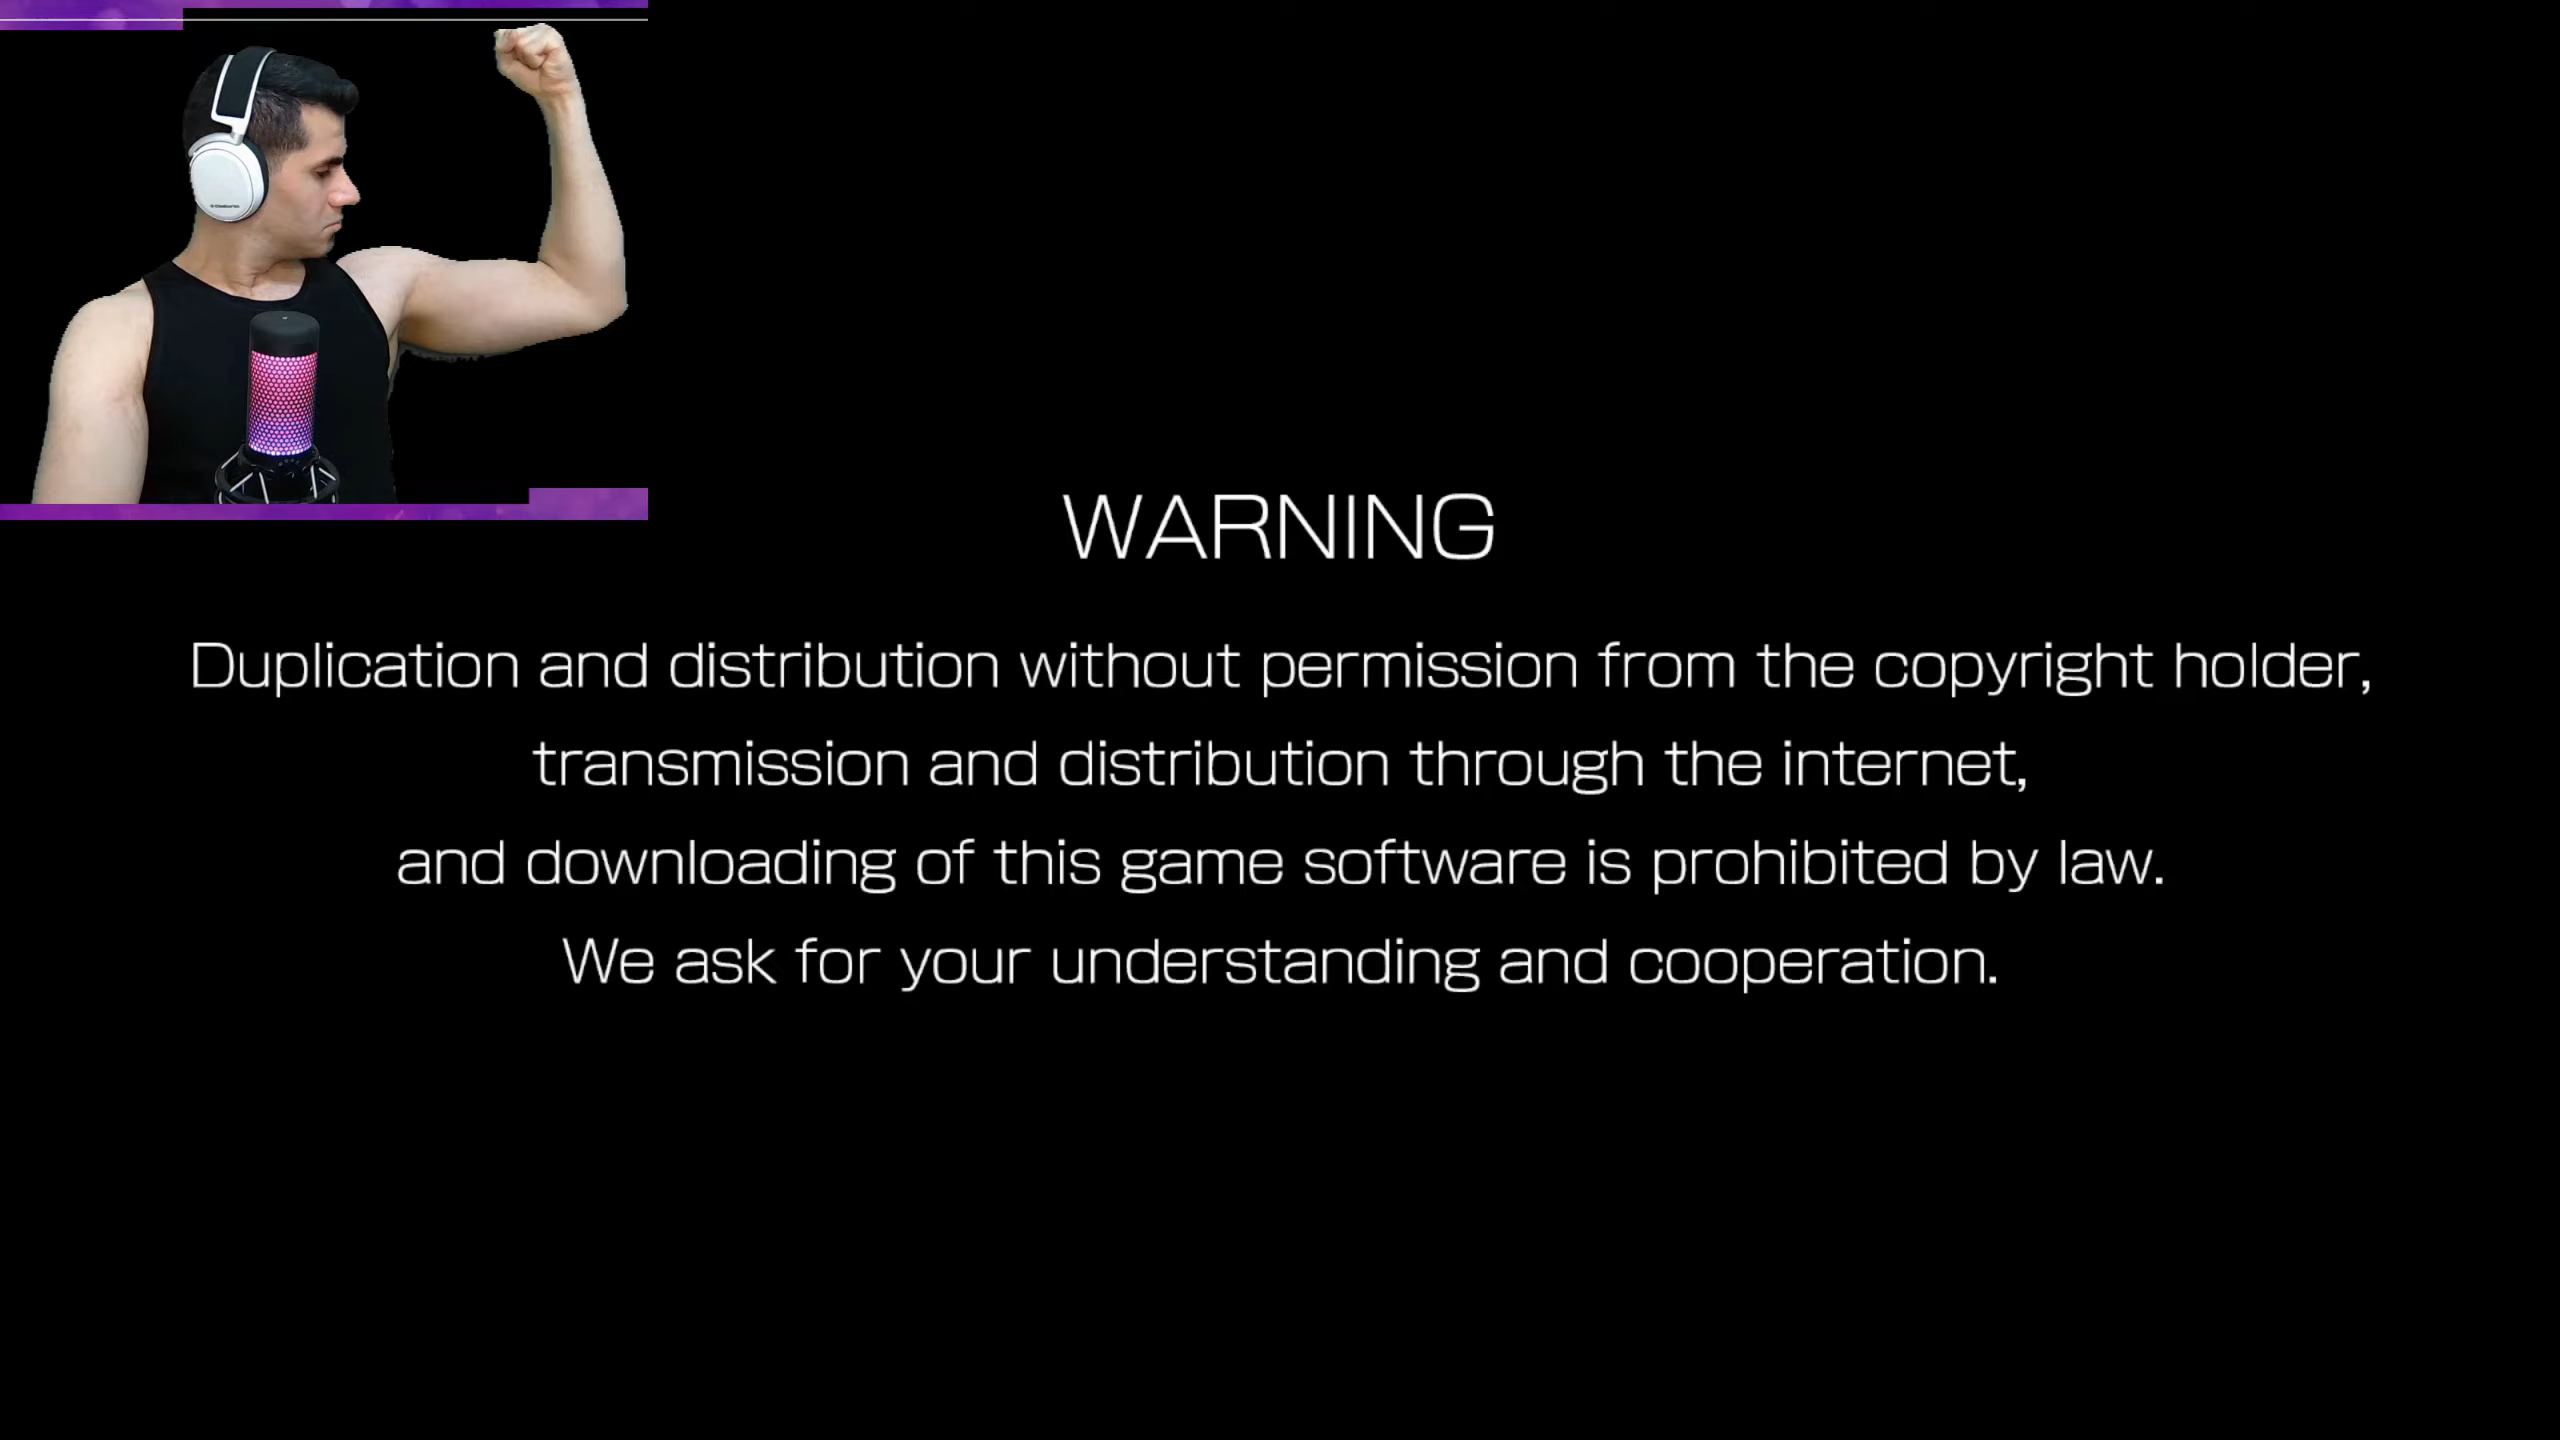 WARNING
Duplication and distribution without permission from the copyright holder,
transmission and distribution through the internet,
and downloading of this game software is prohibited by law.
We ask for your understanding and cooperation.